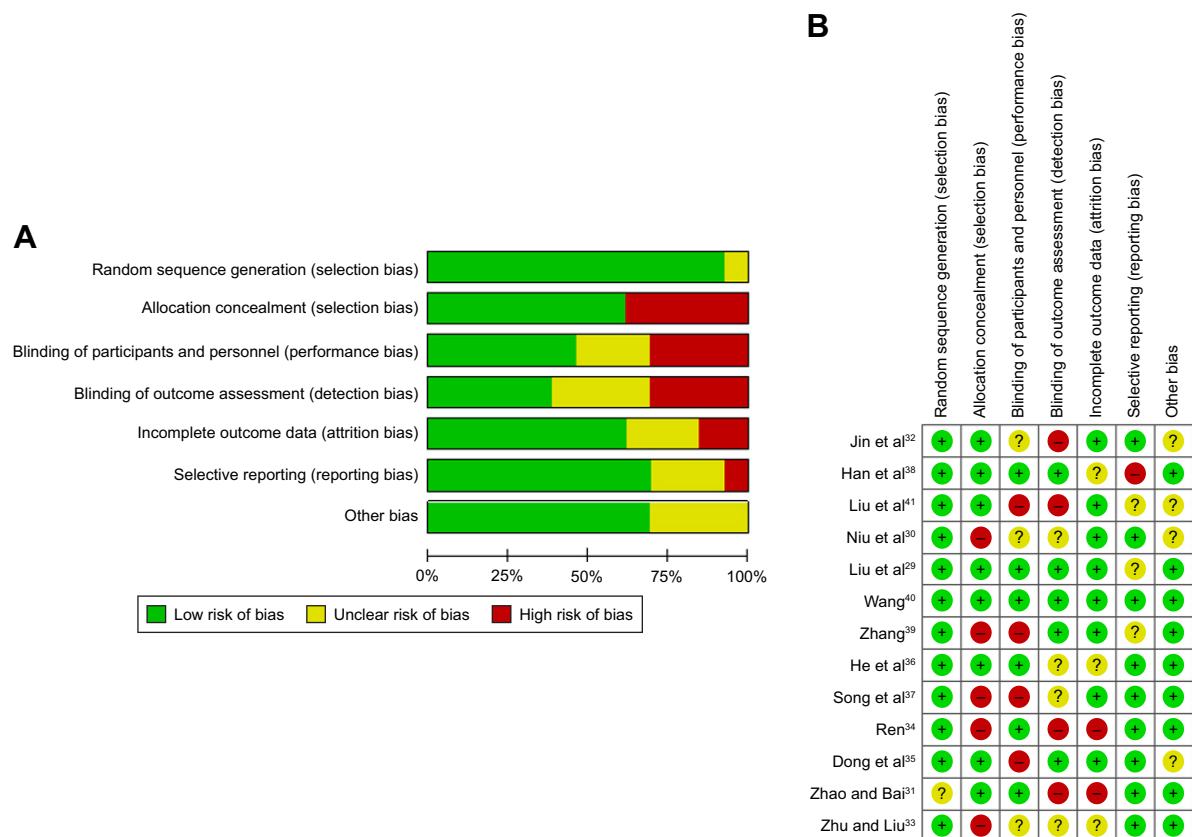 A
Random sequence generation (selection bias)
Allocation concealment (selection bias)
Blinding of participants and personnel (performance bias)
Blinding of outcome assessment (detection bias)
Incomplete outcome data (attrition bias)
Selective reporting (reporting bias)
Other bias
0% 25% 50% 75% 100%
Low risk of bias Unclear risk of bias High risk of bias
B
Random sequence generation (selection bias)
Allocation concealment (selection bias)
Blinding of participants and personnel (performance bias)
Blinding of outcome assessment (detection bias)
Incomplete outcome data (attrition bias)
Selective reporting (reporting bias)
Other bias
Jin et al³² + + ? – + + ?
Han et al³⁸ + + + + ? – +
Liu et al⁴¹ + + – – + ? ?
Niu et al³⁰ + – ? ? + + ?
Liu et al²⁹ + + + + + ? +
Wang⁴⁰ + + + + + + +
Zhang³⁹ + – – + + ? +
He et al³⁶ + + + ? ? + +
Song et al³⁷ + – – ? + + +
Ren³⁴ + – + – – + +
Dong et al³⁵ + + – + + + ?
Zhao and Bai³¹ ? + + – – + +
Zhu and Liu³³ + – ? ? ? + +